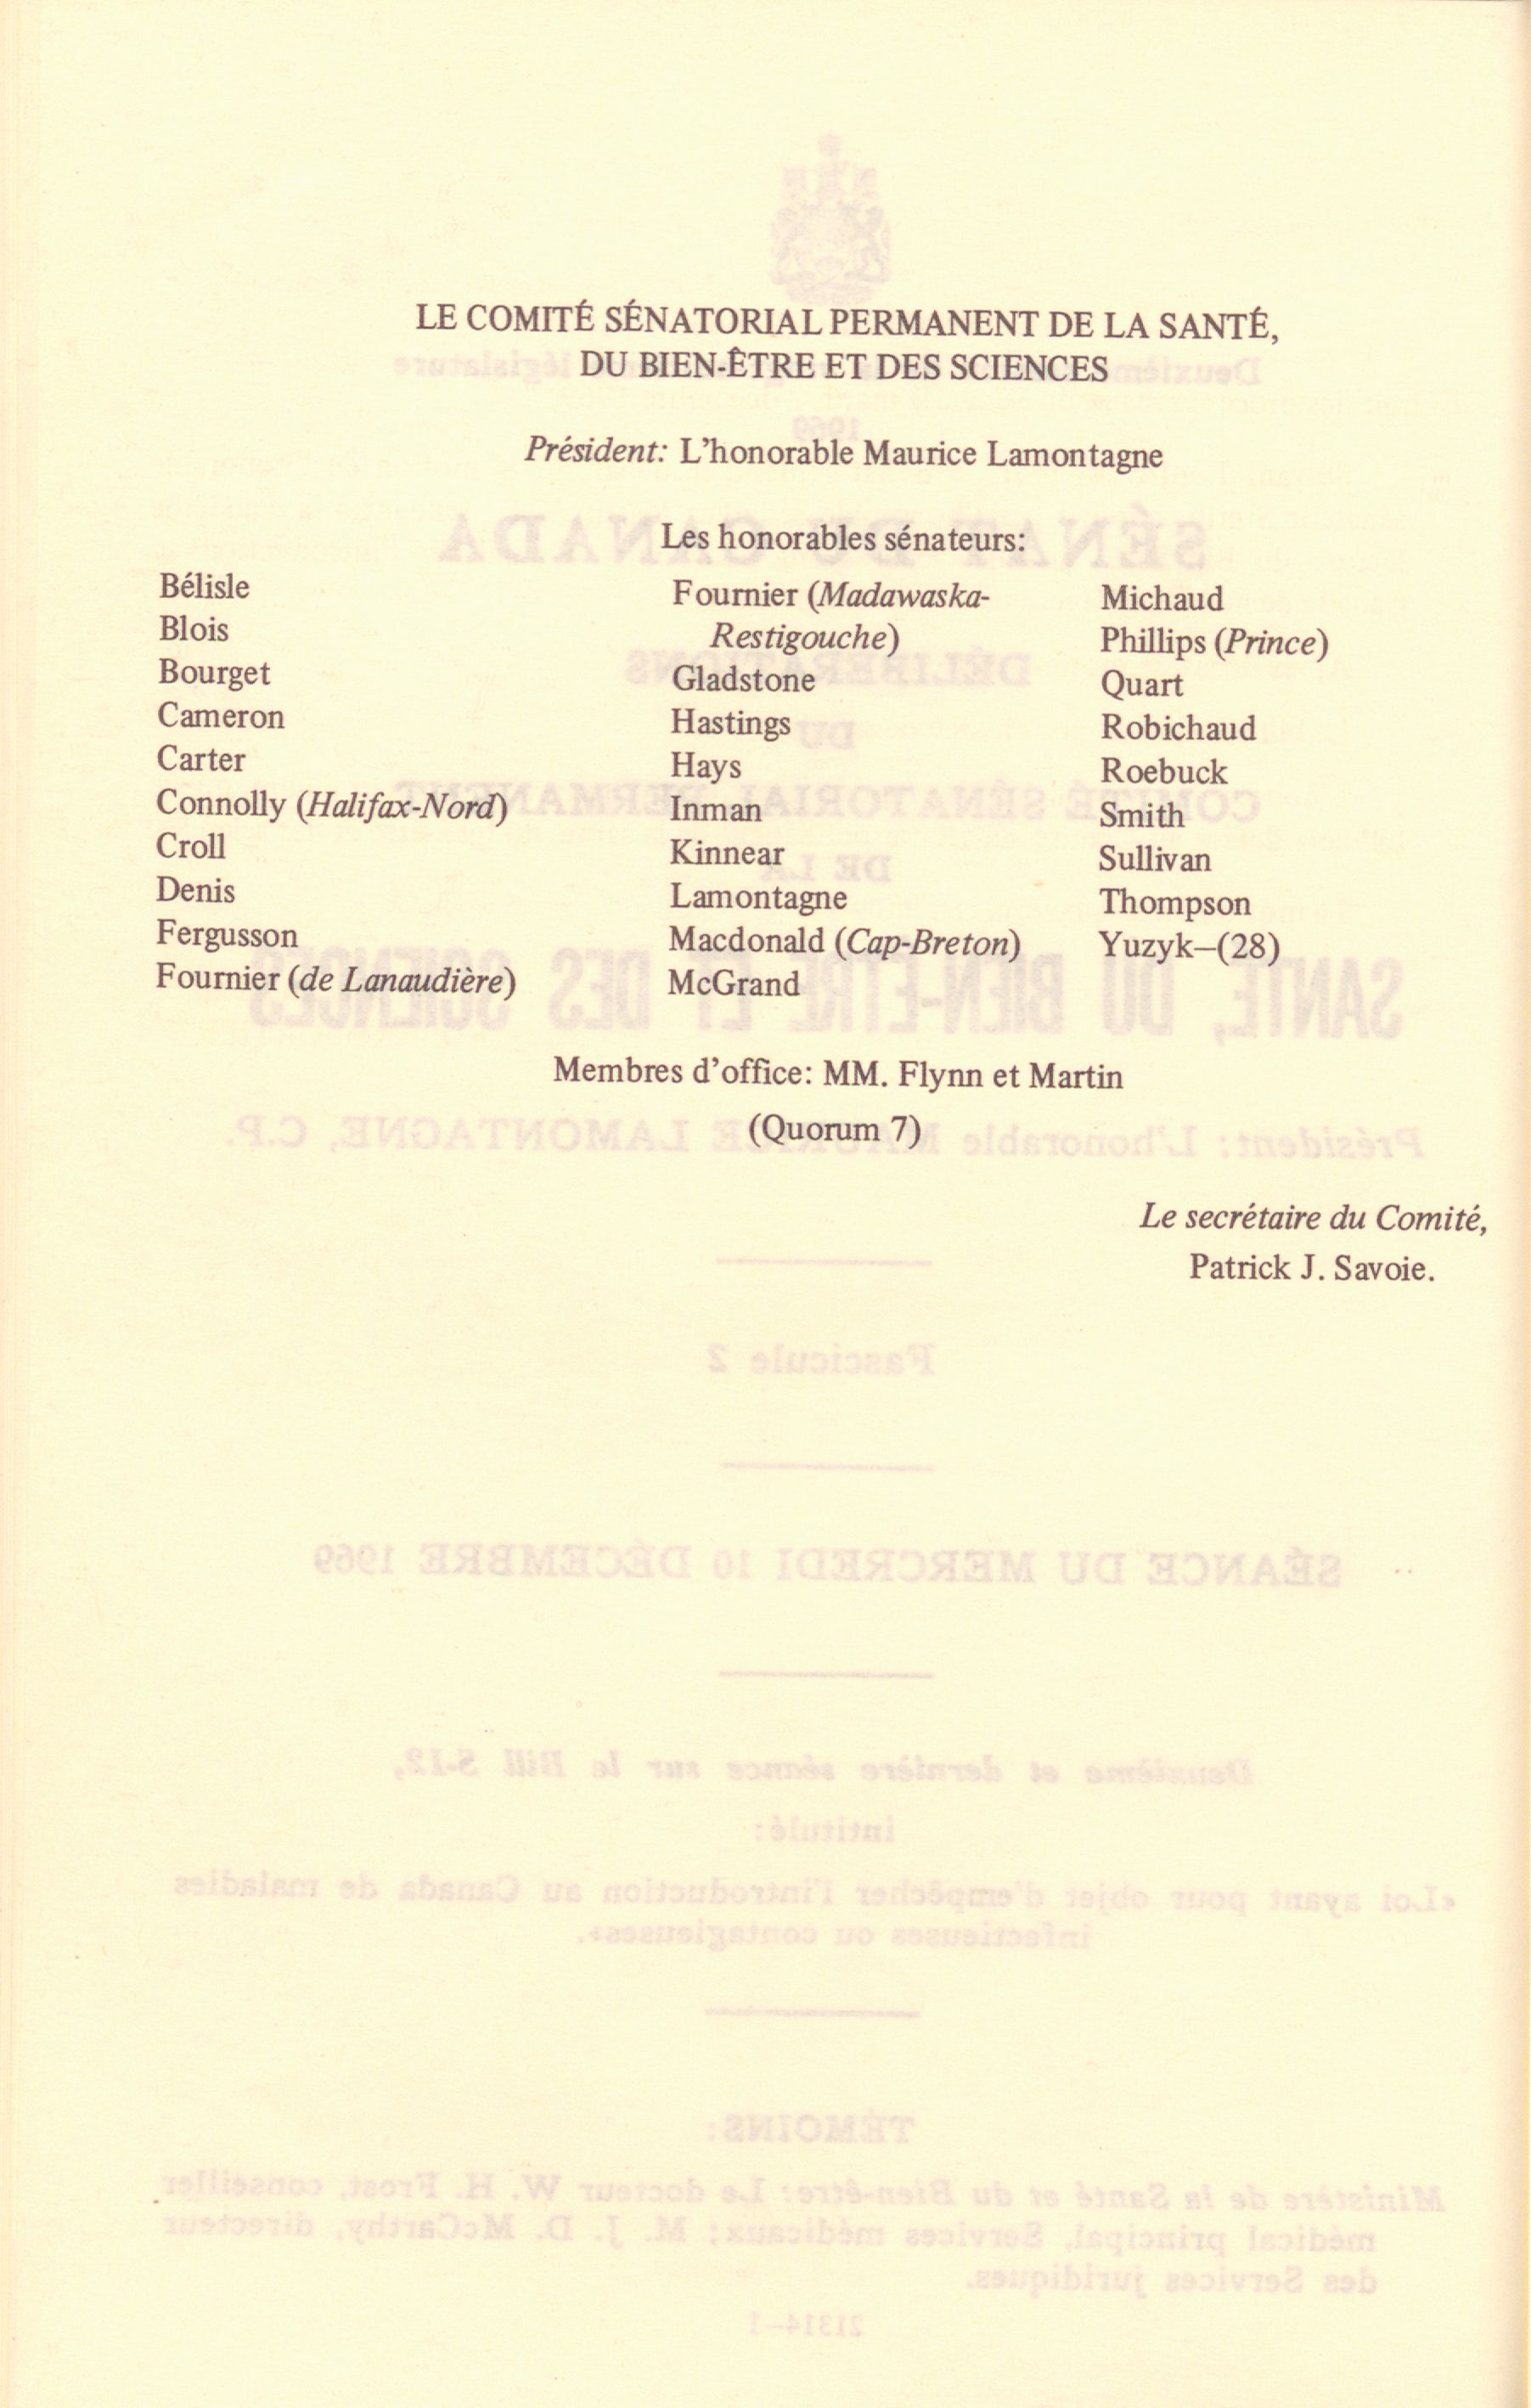 LE COMITÉ SÉNATORIAL PERMANENT DE LA SANTÉ,
DU BIEN-ÊTRE ET DES SCIENCES
Président: L'honorable Maurice Lamontagne
Les honorables sénateurs:
Bélisle
Blois
Bourget
Cameron
Carter
Connolly (Halifax-Nord)
Croll
Denis
Fergusson
Fournier (de Lanaudière)
Fournier (Madawaska-
Restigouche)
Gladstone
Hastings
Hays
Inman
Kinnear
Lamontagne
Macdonald (Cap-Breton)
McGrand
Michaud
Phillips (Prince)
Quart
Robichaud
Roebuck
Smith
Sullivan
Thompson
Yuzyk—(28)
Membres d'office: MM. Flynn et Martin
(Quorum 7)
Le secrétaire du Comité,
Patrick J. Savoie.